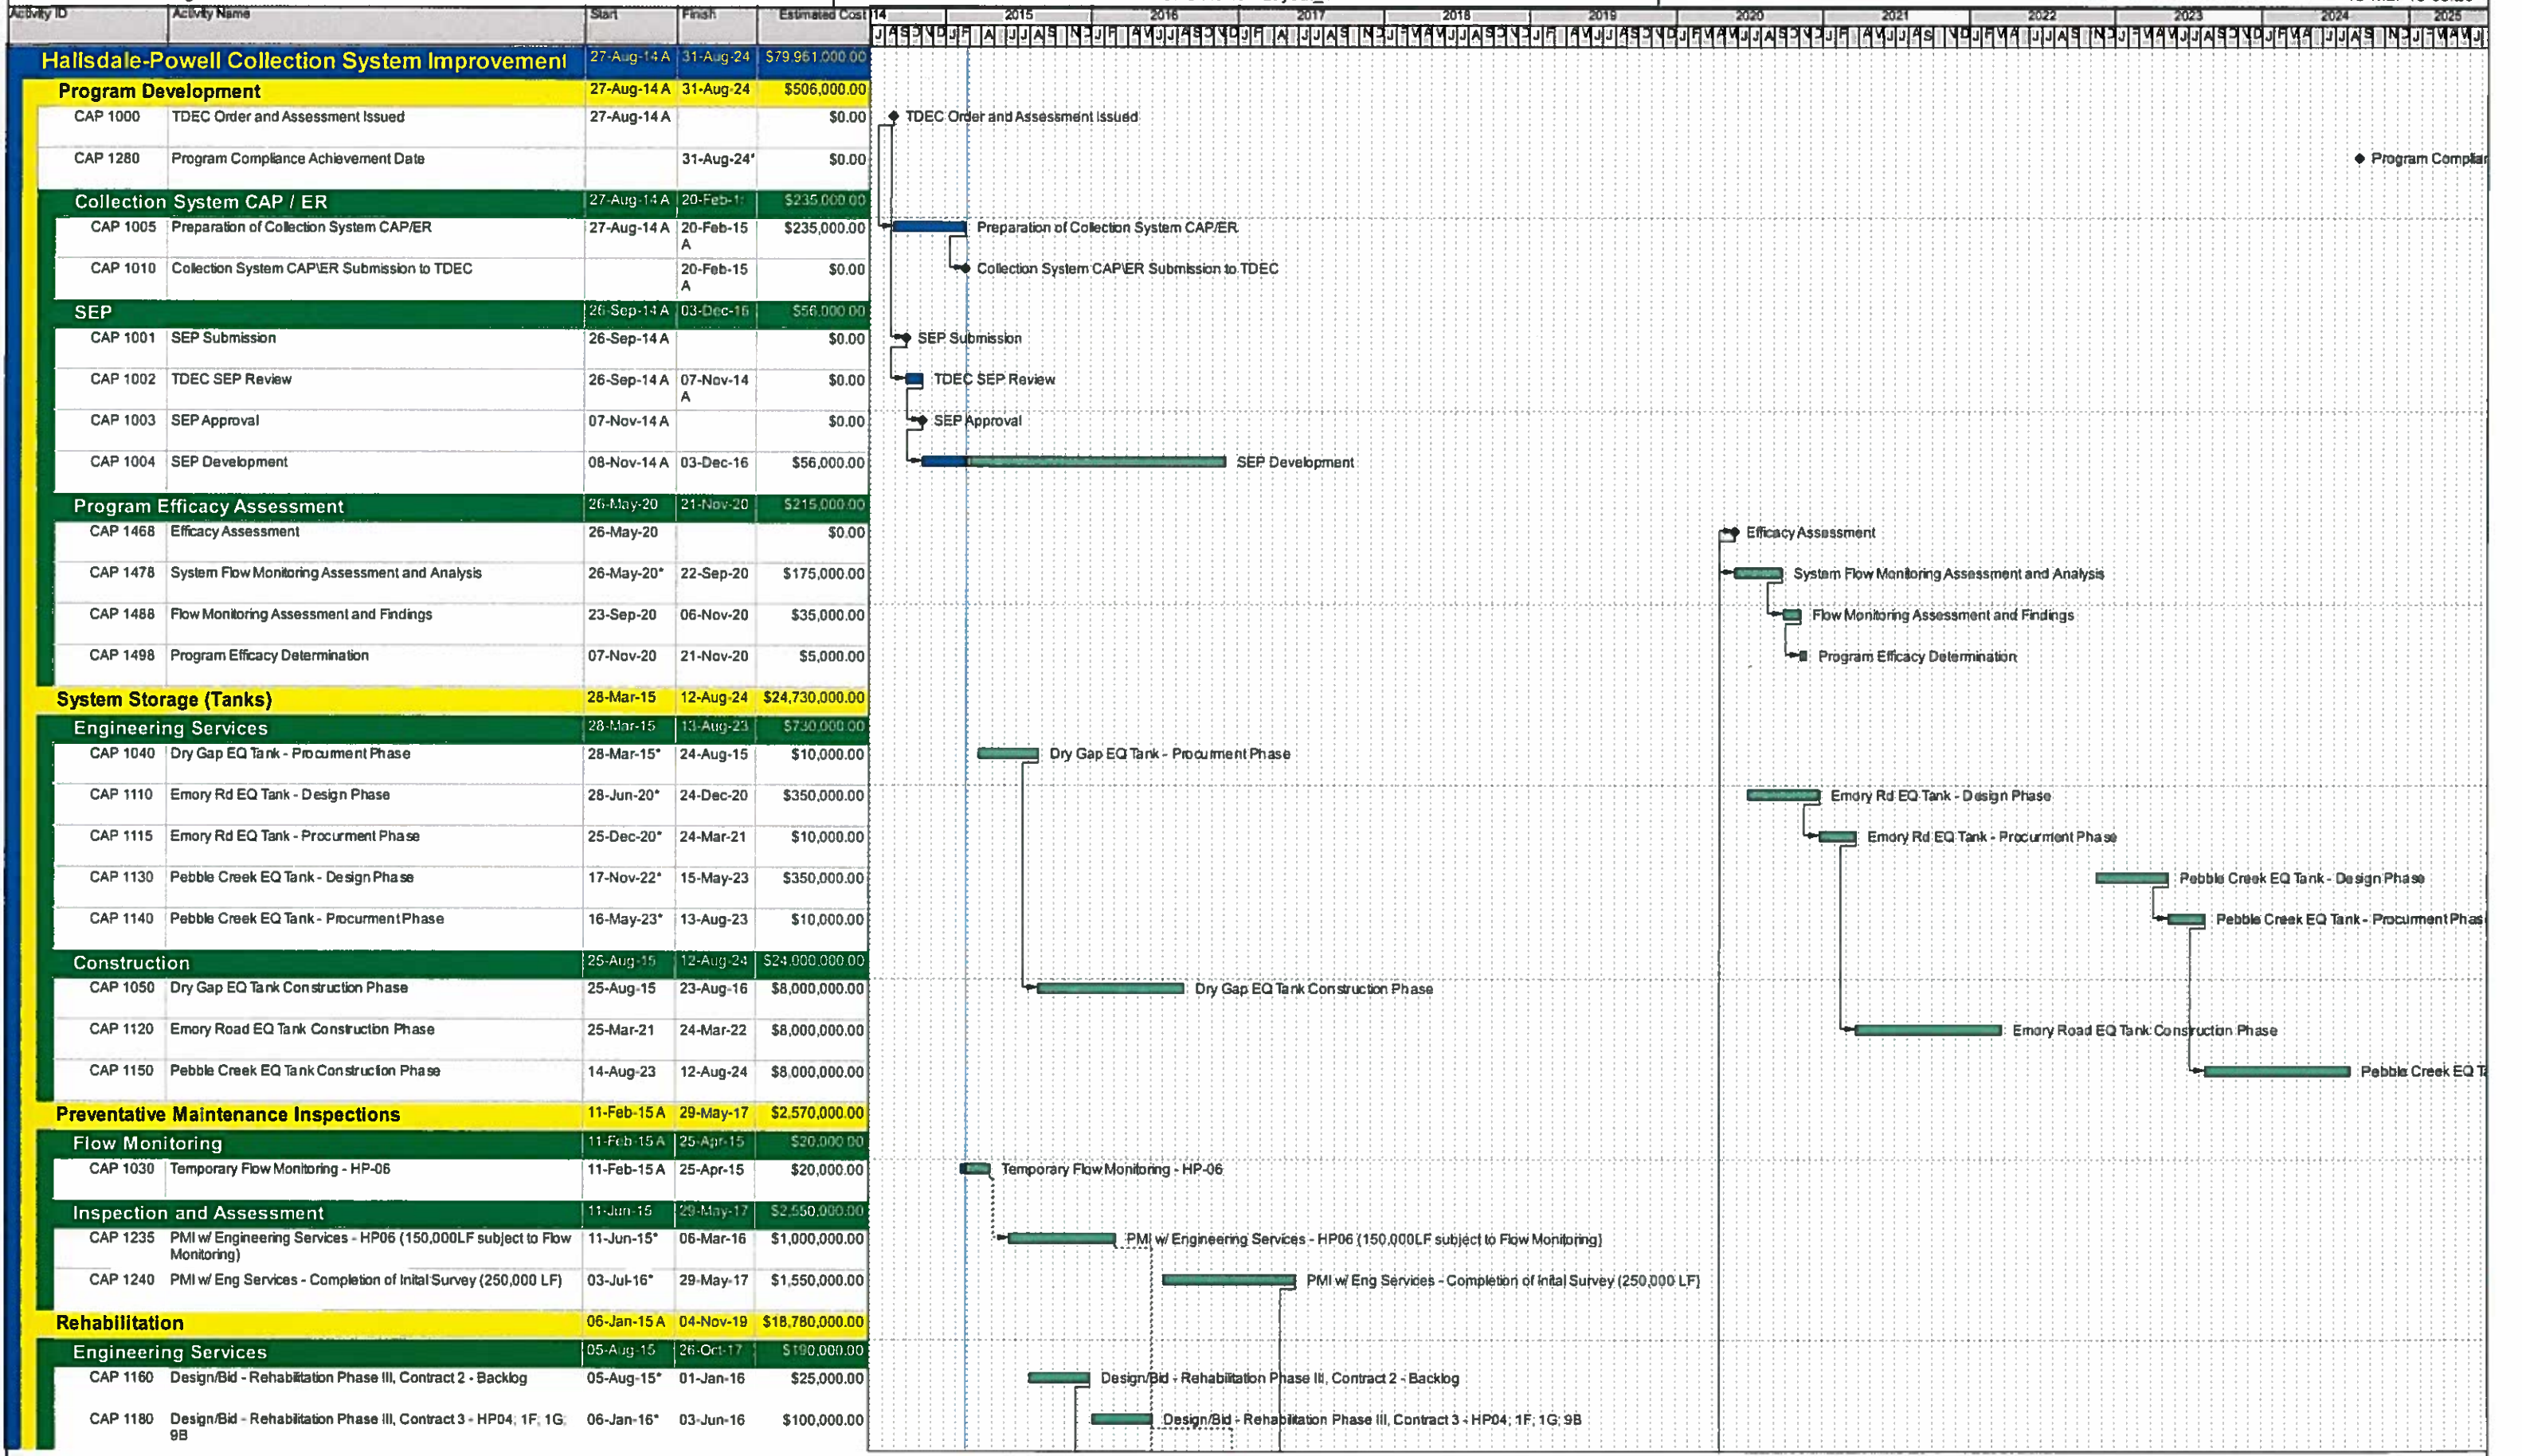 Activity ID Activity Name Start Finish Estimated Cost 14 2015 2016 2017 2018 2019 2020 2021 2022 2023 2024 2025
Hallsdale-Powell Collection System Improvement 27-Aug-14 A 31-Aug-24 $79,961,000.00
Program Development 27-Aug-14 A 31-Aug-24 $506,000.00
CAP 1000 TDEC Order and Assessment Issued 27-Aug-14 A $0.00 TDEC Order and Assessment Issued
CAP 1280 Program Compliance Achievement Date 31-Aug-24* $0.00 Program Complian
Collection System CAP / ER 27-Aug-14 A 20-Feb-1 $235,000.00
CAP 1005 Preparation of Collection System CAP/ER 27-Aug-14 A 20-Feb-15 $235,000.00 Preparation of Collection System CAP/ER
A
CAP 1010 Collection System CAP\ER Submission to TDEC 20-Feb-15 $0.00 Collection System CAP\ER Submission to TDEC
A
SEP 26-Sep-14 A 03-Dec-16 $56,000.00
CAP 1001 SEP Submission 26-Sep-14 A $0.00 SEP Submission
CAP 1002 TDEC SEP Review 26-Sep-14 A 07-Nov-14 $0.00 TDEC SEP Review
A
CAP 1003 SEP Approval 07-Nov-14 A $0.00 SEP Approval
CAP 1004 SEP Development 08-Nov-14 A 03-Dec-16 $56,000.00 SEP Development
Program Efficacy Assessment 26-May-20 21-Nov-20 $215,000.00
CAP 1468 Efficacy Assessment 26-May-20 $0.00 Efficacy Assessment
CAP 1478 System Flow Monitoring Assessment and Analysis 26-May-20* 22-Sep-20 $175,000.00 System Flow Monitoring Assessment and Analysis
CAP 1488 Flow Monitoring Assessment and Findings 23-Sep-20 06-Nov-20 $35,000.00 Flow Monitoring Assessment and Findings
CAP 1498 Program Efficacy Determination 07-Nov-20 21-Nov-20 $5,000.00 Program Efficacy Determination
System Storage (Tanks) 28-Mar-15 12-Aug-24 $24,730,000.00
Engineering Services 28-Mar-15 13-Aug-23 $730,000.00
CAP 1040 Dry Gap EQ Tank - Procurment Phase 28-Mar-15* 24-Aug-15 $10,000.00 Dry Gap EQ Tank - Procurment Phase
CAP 1110 Emory Rd EQ Tank - Design Phase 28-Jun-20* 24-Dec-20 $350,000.00 Emory Rd EQ Tank - Design Phase
CAP 1115 Emory Rd EQ Tank - Procurment Phase 25-Dec-20* 24-Mar-21 $10,000.00 Emory Rd EQ Tank - Procurment Phase
CAP 1130 Pebble Creek EQ Tank - Design Phase 17-Nov-22* 15-May-23 $350,000.00 Pebble Creek EQ Tank - Design Phase
CAP 1140 Pebble Creek EQ Tank - Procurment Phase 16-May-23* 13-Aug-23 $10,000.00 Pebble Creek EQ Tank - Procurment Phas
Construction 25-Aug-15 12-Aug-24 $24,000,000.00
CAP 1050 Dry Gap EQ Tank Construction Phase 25-Aug-15 23-Aug-16 $8,000,000.00 Dry Gap EQ Tank Construction Phase
CAP 1120 Emory Road EQ Tank Construction Phase 25-Mar-21 24-Mar-22 $8,000,000.00 Emory Road EQ Tank Construction Phase
CAP 1150 Pebble Creek EQ Tank Construction Phase 14-Aug-23 12-Aug-24 $8,000,000.00 Pebble Creek EQ T
Preventative Maintenance Inspections 11-Feb-15 A 29-May-17 $2,570,000.00
Flow Monitoring 11-Feb-15 A 25-Apr-15 $20,000.00
CAP 1030 Temporary Flow Monitoring - HP-06 11-Feb-15 A 25-Apr-15 $20,000.00 Temporary Flow Monitoring - HP-06
Inspection and Assessment 11-Jun-15 29-May-17 $2,550,000.00
CAP 1235 PMI w/ Engineering Services - HP06 (150,000LF subject to Flow 11-Jun-15* 06-Mar-16 $1,000,000.00 PMI w/ Engineering Services - HP06 (150,000LF subject to Flow Monitoring)
Monitoring)
CAP 1240 PMI w/ Eng Services - Completion of Inital Survey (250,000 LF) 03-Jul-16* 29-May-17 $1,550,000.00 PMI w/ Eng Services - Completion of Inital Survey (250,000 LF)
Rehabilitation 06-Jan-15 A 04-Nov-19 $18,780,000.00
Engineering Services 05-Aug-15 26-Oct-17 $190,000.00
CAP 1160 Design/Bid - Rehabilitation Phase III, Contract 2 - Backlog 05-Aug-15* 01-Jan-16 $25,000.00 Design/Bid - Rehabilitation Phase III, Contract 2 - Backlog
CAP 1180 Design/Bid - Rehabilitation Phase III, Contract 3 - HP04; 1F; 1G; 06-Jan-16* 03-Jun-16 $100,000.00 Design/Bid - Rehabilitation Phase III, Contract 3 - HP04; 1F; 1G; 9B
9B